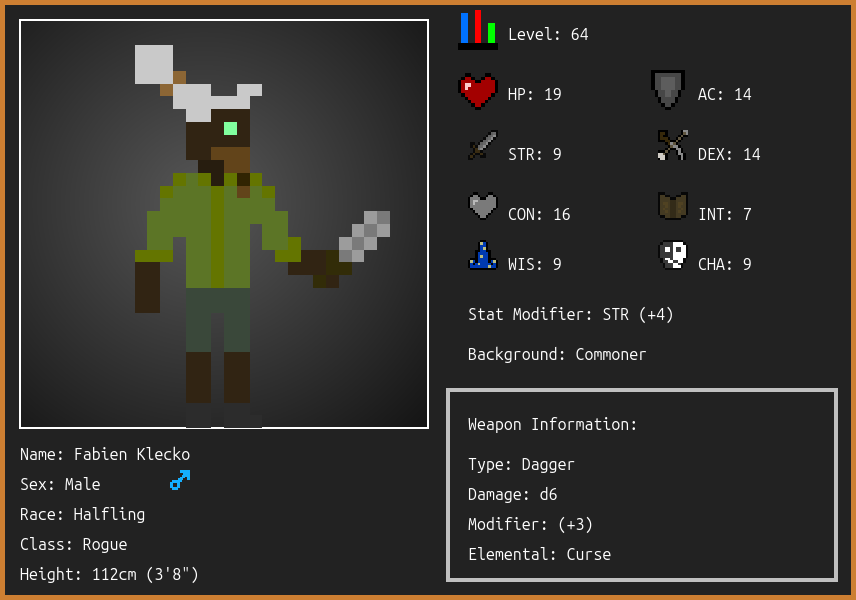 Level: 64
HP: 19
AC: 14
STR: 9
DEX: 14
CON: 16
INT: 7
WIS: 9
CHA: 9
Stat Modifier: STR (+4)
Background: Commoner
Weapon Information:
Type: Dagger
Damage: d6
Modifier: (+3)
Elemental: Curse
Name: Fabien Klecko
Sex: Male
Race: Halfling
Class: Rogue
Height: 112cm (3'8")